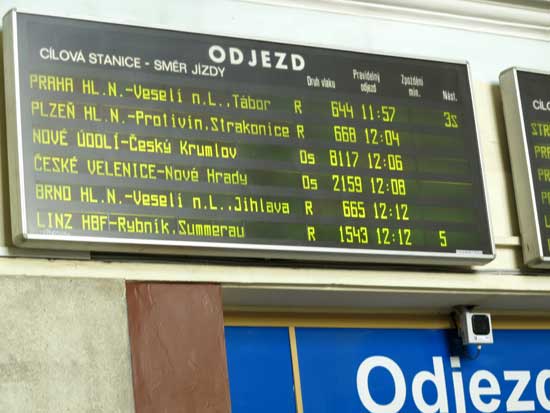 ODJEZD
CÍLOVÁ STANICE - SMĚR JÍZDY Druh vlaku Pravidelný odjezd Zpoždění min. Nást.
PRAHA HL.N.-Veselí n.L.,Tábor R 644 11:57 3S
PLZEŇ HL.N.-Protivín,Strakonice R 668 12:04
NOVÉ ÚDOLÍ-Český Krumlov Os 8117 12:06
ČESKÉ VELENICE-Nové Hrady Os 2159 12:08
BRNO HL.N.-Veselí n.L.,Jihlava R 665 12:12
LINZ HBF-Rybník,Summerau R 1543 12:12 5
Odjezd